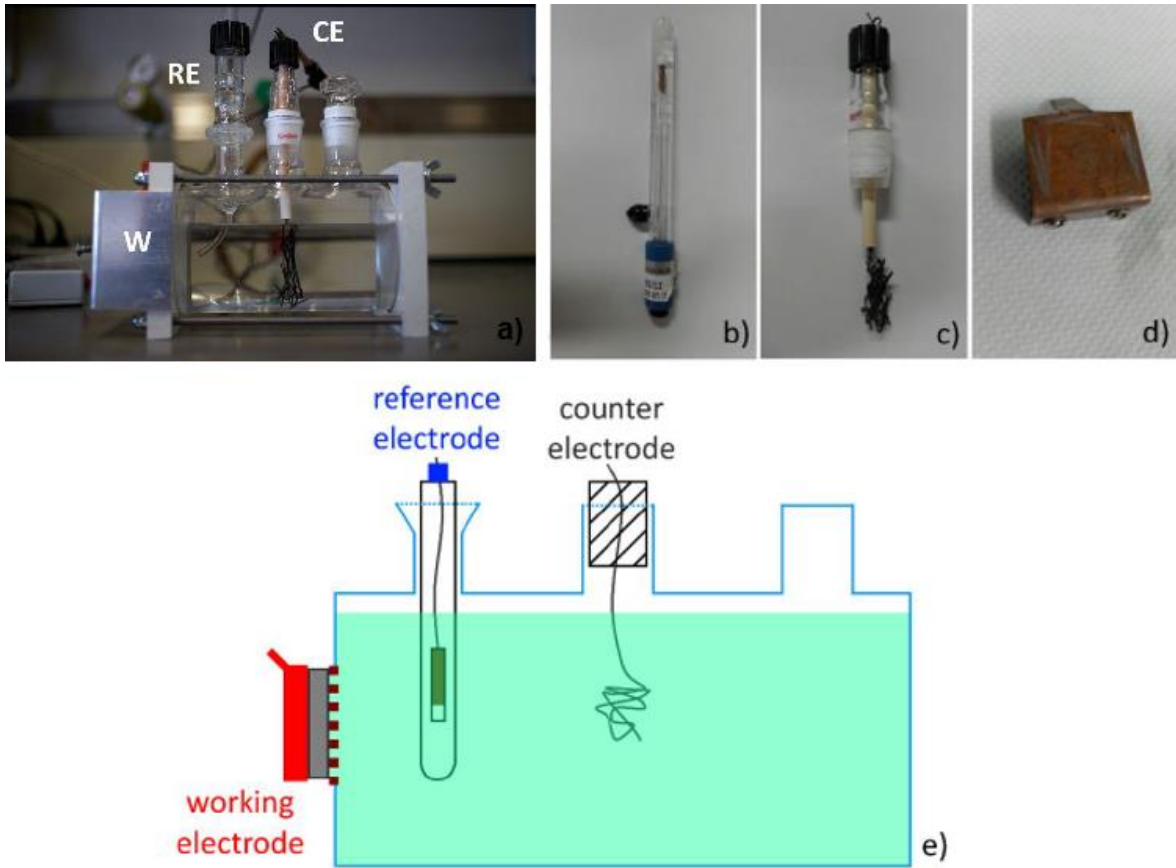 CE
RE
W
a)
b)
c)
d)
reference
electrode
counter
electrode
working
electrode
e)